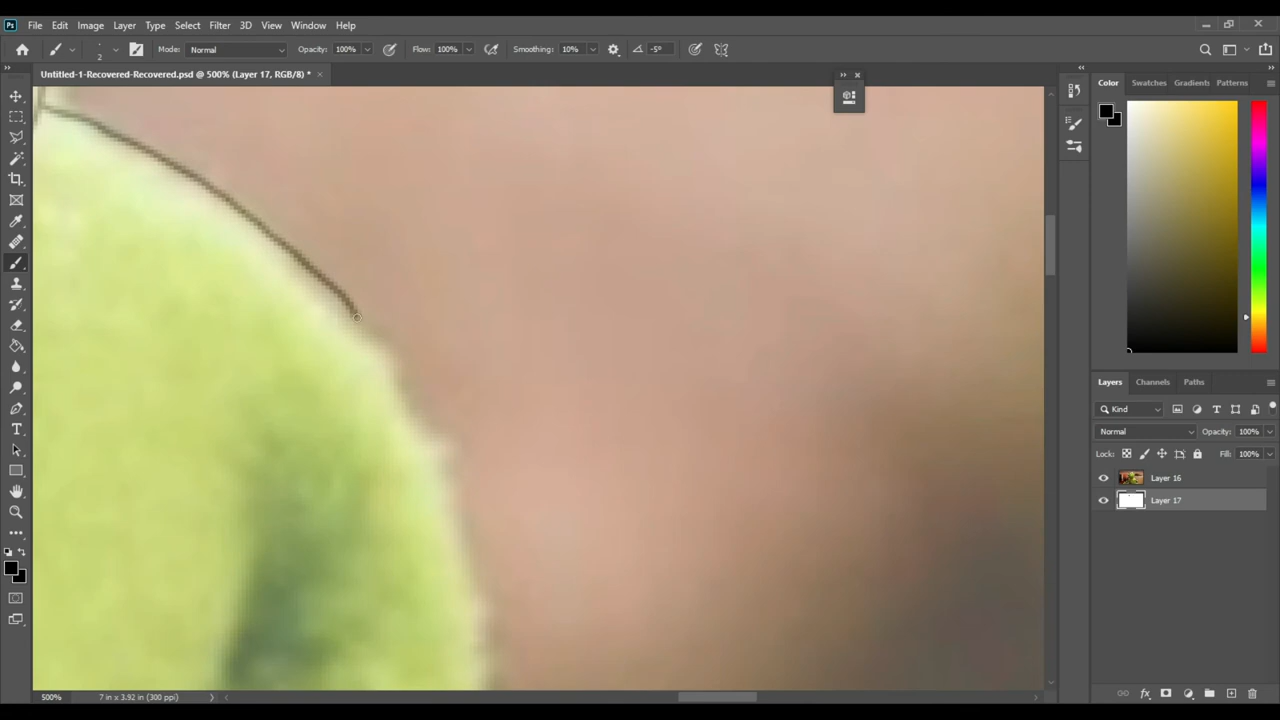 Ps File Edit Image Layer Type Select Filter 3D View Window Help
2 Mode: Normal Opacity: 100% Flow: 100% Smoothing: 10% -5°
Untitled-1-Recovered-Recovered.psd @ 500% (Layer 17, RGB/8) *
Color Swatches Gradients Patterns
Layers Channels Paths
Kind
Normal Opacity: 100%
Lock: Fill: 100%
Layer 16
Layer 17
500% 7 in x 3.92 in (300 ppi)